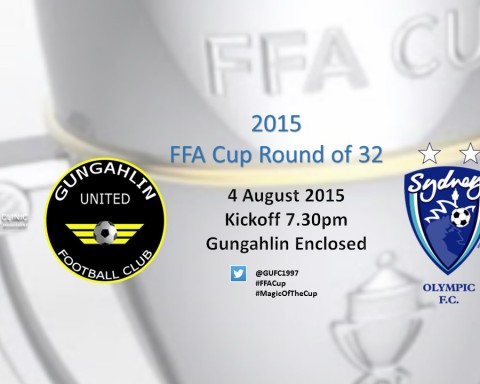 FFA CU
2015
FFA Cup Round of 32
GUNGAHLIN
UNITED
FOOTBALL CLUB
4 August 2015
Kickoff 7.30pm
Gungahlin Enclosed
@GUFC1997
#FFACup
#MagicOfTheCup
Sydney
OLYMPIC
F.C.
CLINIC